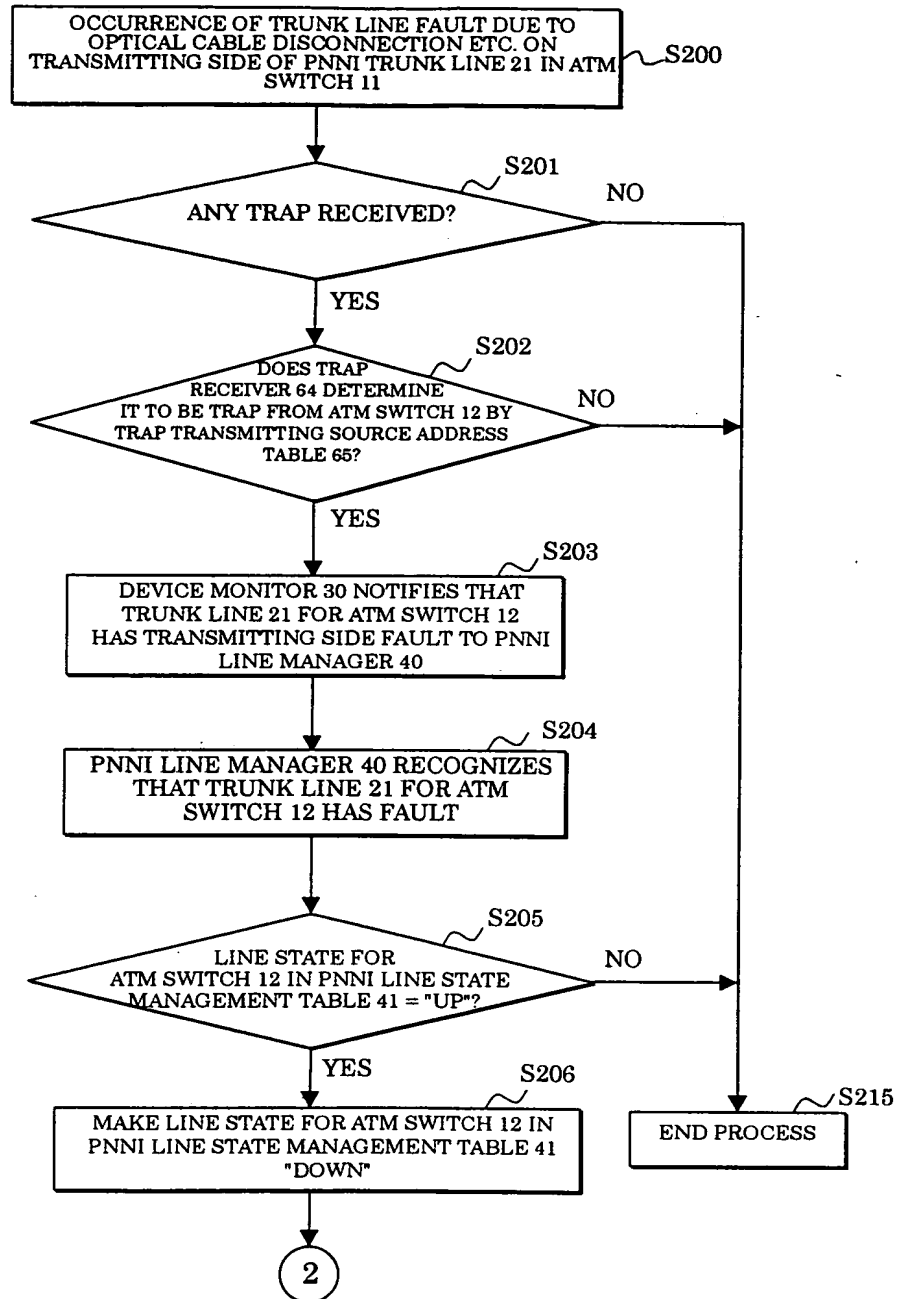 OCCURRENCE OF TRUNK LINE FAULT DUE TO
OPTICAL CABLE DISCONNECTION ETC. ON
TRANSMITTING SIDE OF PNNI TRUNK LINE 21 IN ATM
SWITCH 11
S200
S201
ANY TRAP RECEIVED?
NO
YES
S202
DOES TRAP
RECEIVER 64 DETERMINE
IT TO BE TRAP FROM ATM SWITCH 12 BY
TRAP TRANSMITTING SOURCE ADDRESS
TABLE 65?
NO
YES
S203
DEVICE MONITOR 30 NOTIFIES THAT
TRUNK LINE 21 FOR ATM SWITCH 12
HAS TRANSMITTING SIDE FAULT TO PNNI
LINE MANAGER 40
S204
PNNI LINE MANAGER 40 RECOGNIZES
THAT TRUNK LINE 21 FOR ATM
SWITCH 12 HAS FAULT
S205
LINE STATE FOR
ATM SWITCH 12 IN PNNI LINE STATE
MANAGEMENT TABLE 41 = "UP"?
NO
YES
S206
MAKE LINE STATE FOR ATM SWITCH 12 IN
PNNI LINE STATE MANAGEMENT TABLE 41
"DOWN"
S215
END PROCESS
2